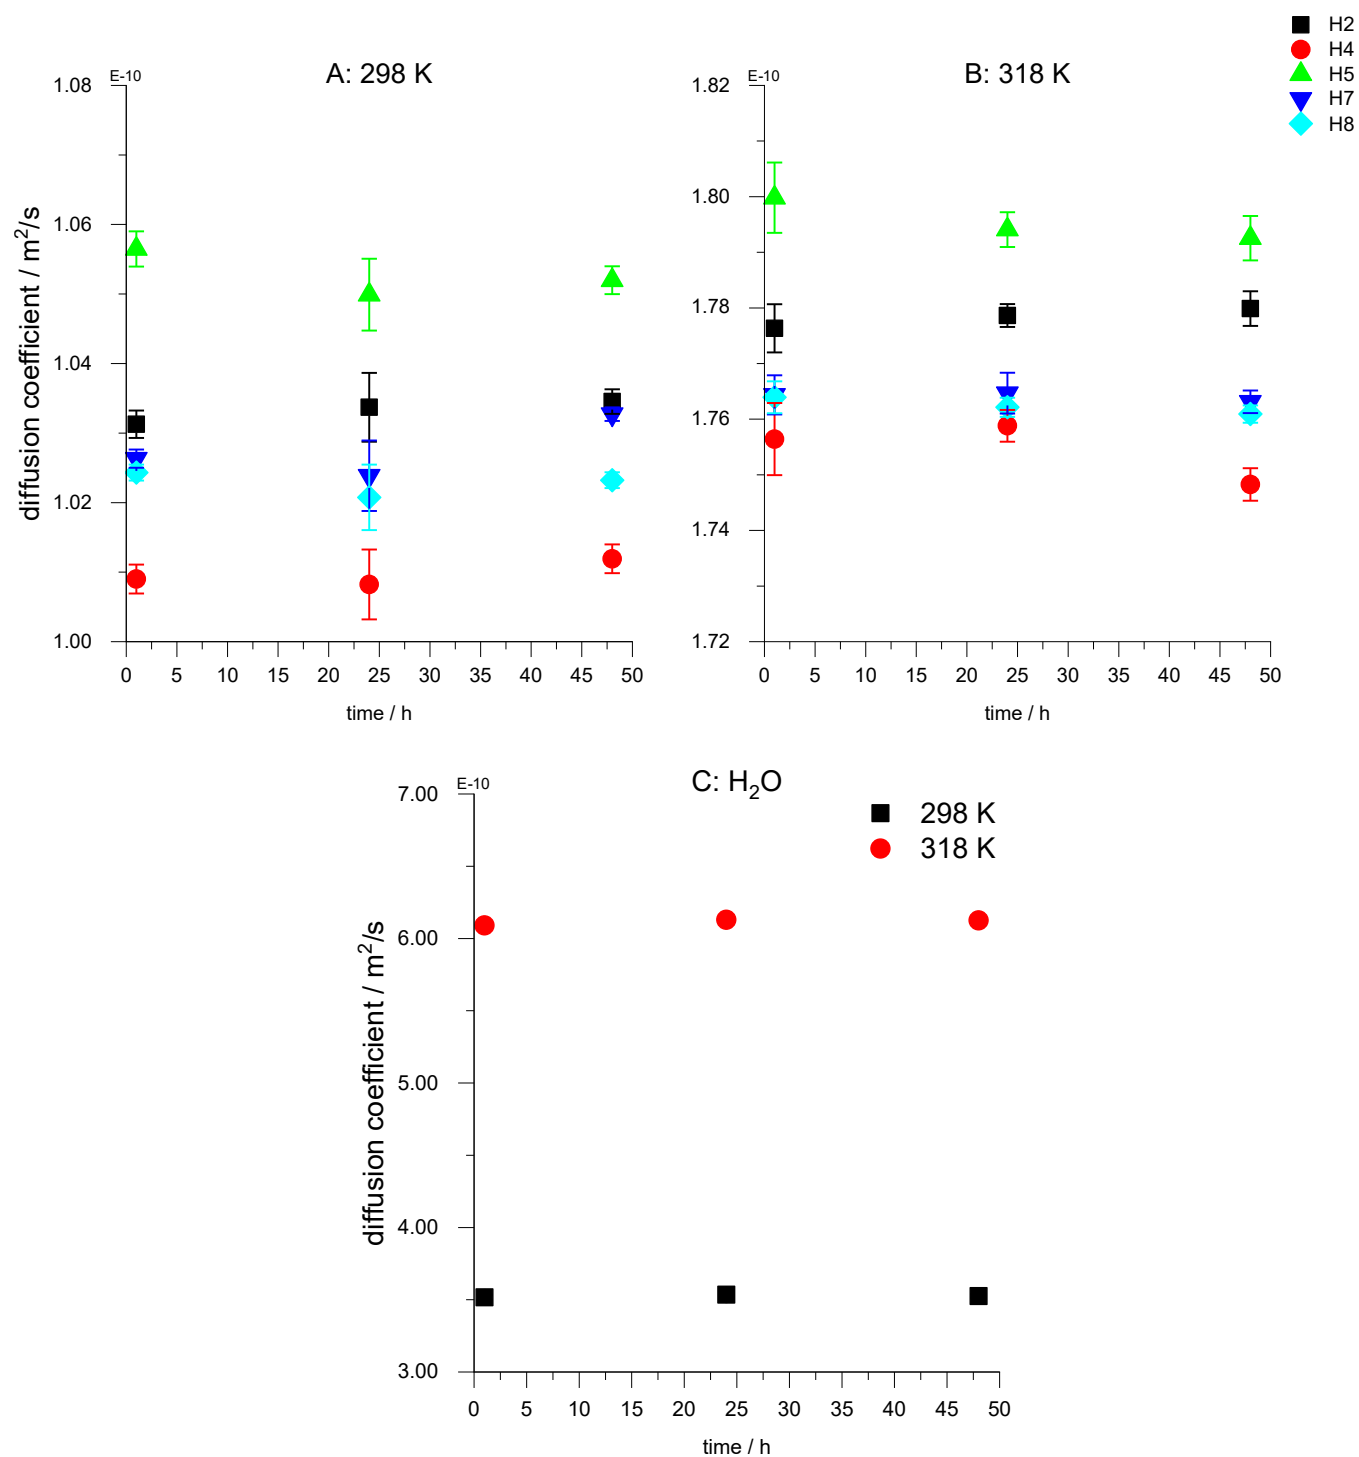 H2
H4
H5
H7
H8
A: 298 K
E-10
1.08
1.06
1.04
1.02
1.00
diffusion coefficient / m²/s
0 5 10 15 20 25 30 35 40 45 50
time / h
B: 318 K
E-10
1.82
1.80
1.78
1.76
1.74
1.72
0 5 10 15 20 25 30 35 40 45 50
time / h
C: H₂O
E-10
298 K
318 K
7.00
6.00
5.00
4.00
3.00
diffusion coefficient / m²/s
0 5 10 15 20 25 30 35 40 45 50
time / h